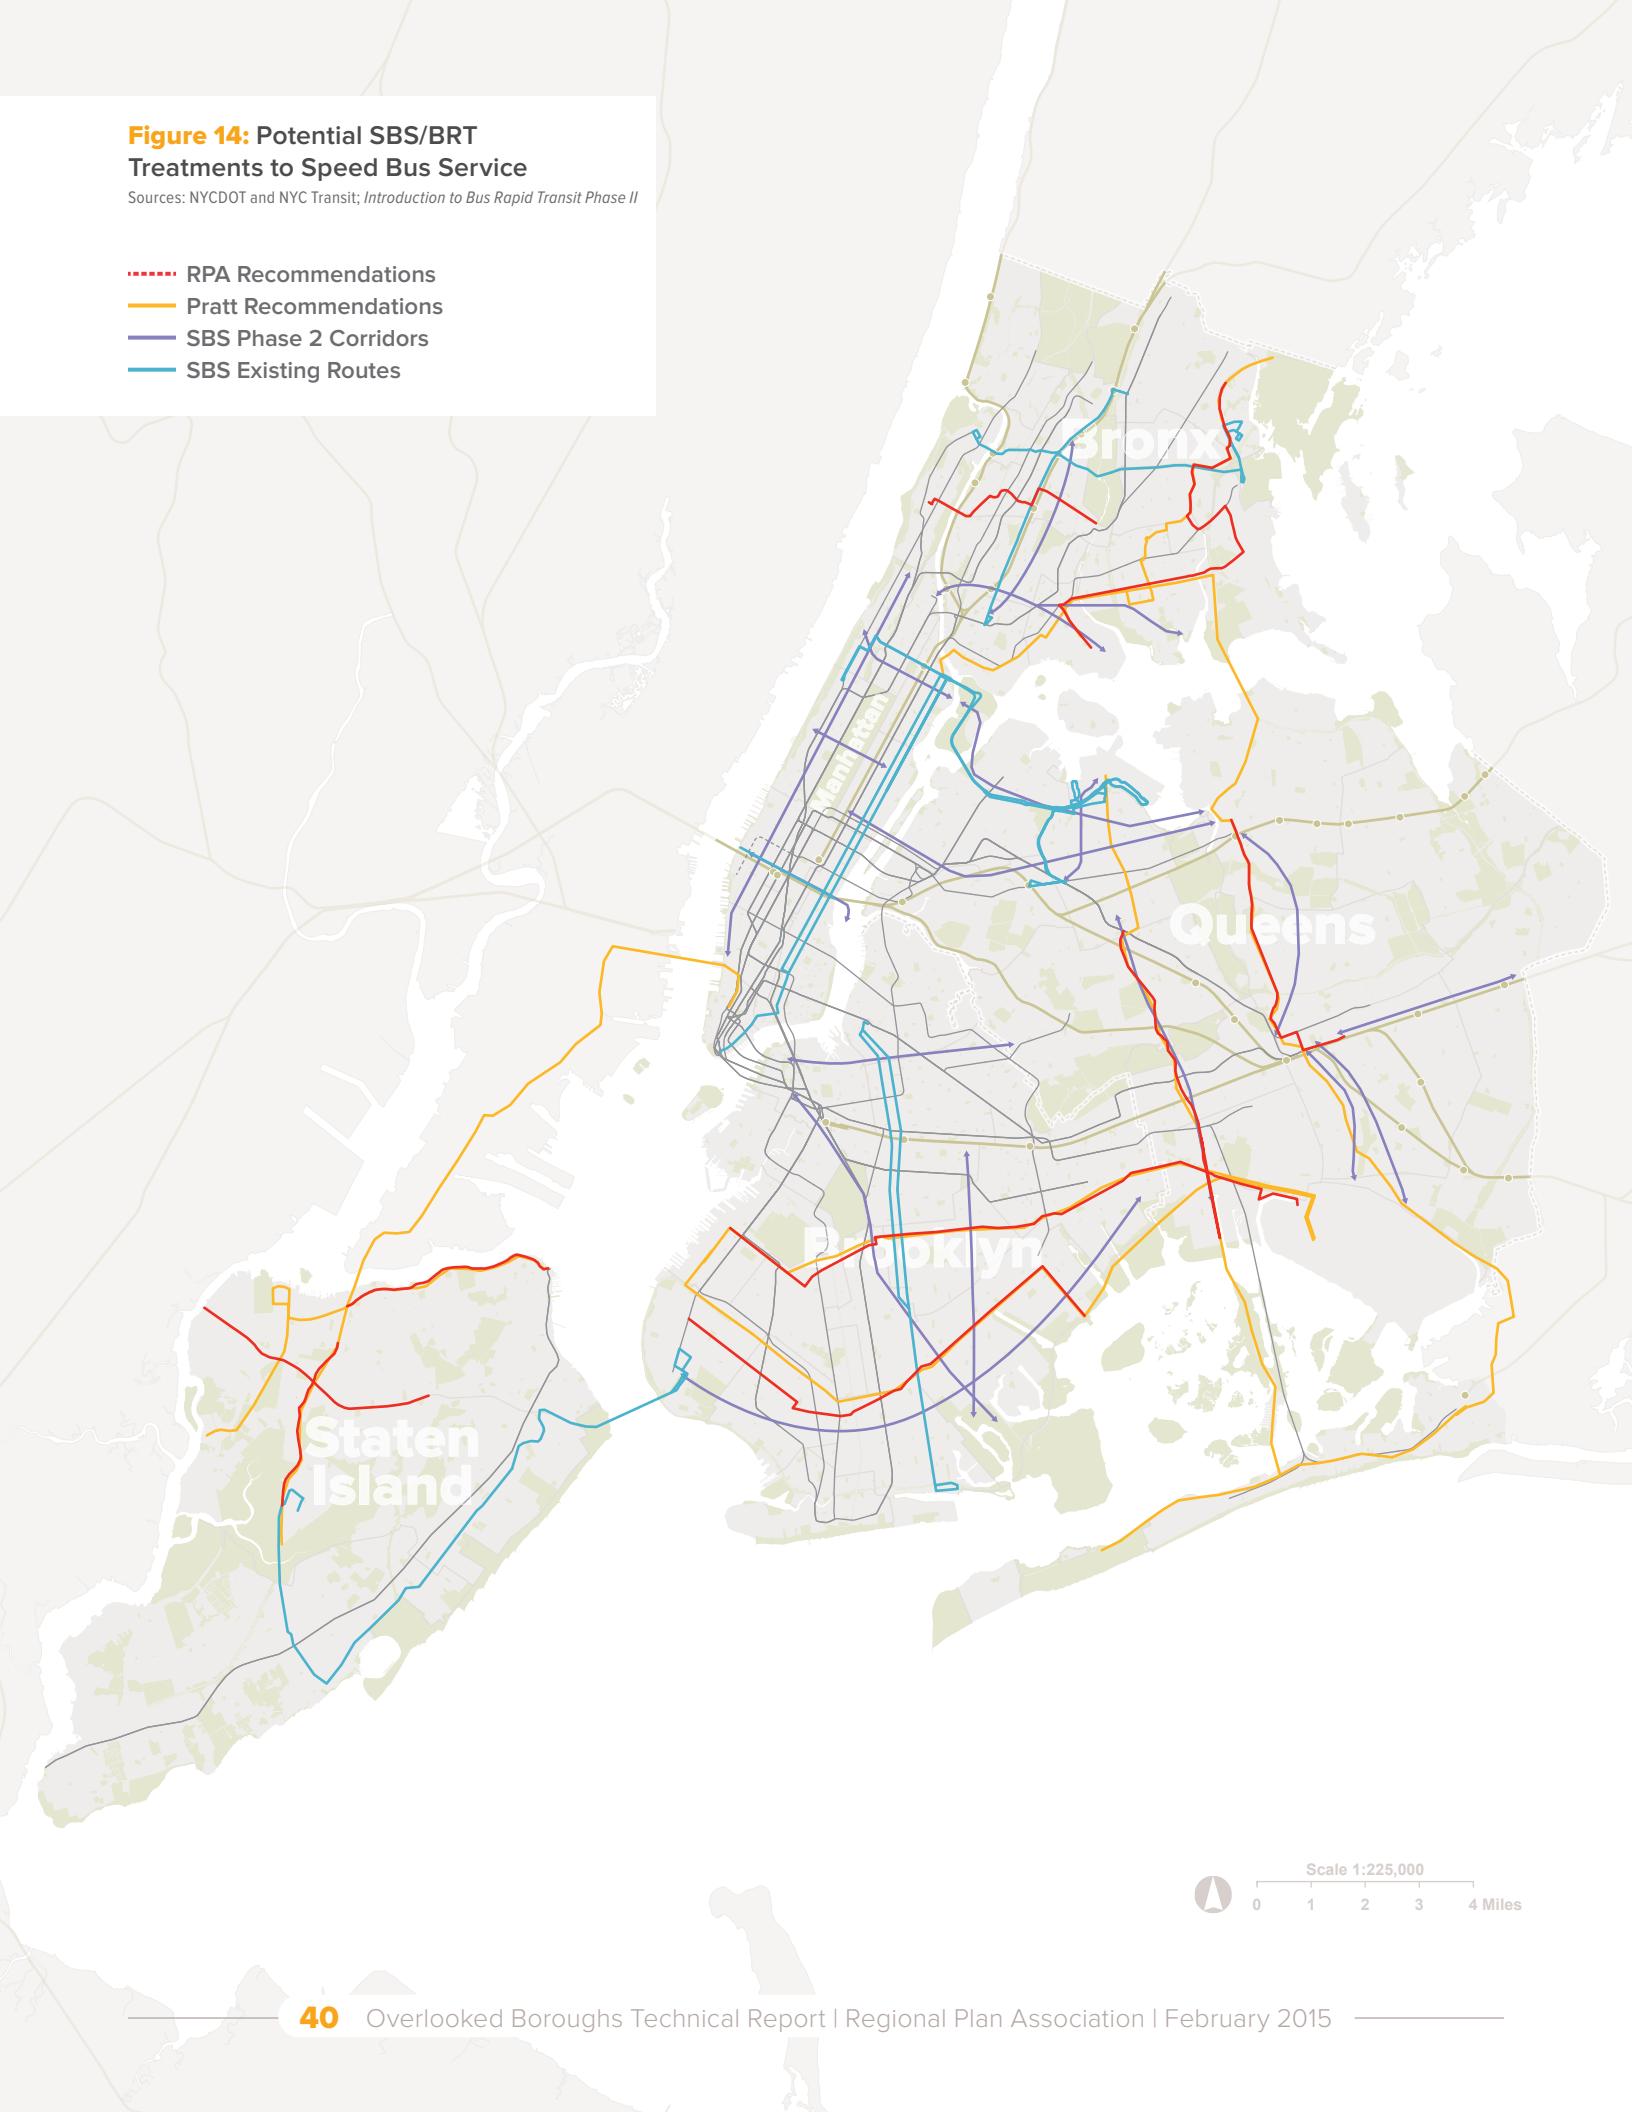 Figure 14: Potential SBS/BRT
Treatments to Speed Bus Service
Sources: NYCDOT and NYC Transit; Introduction to Bus Rapid Transit Phase II
RPA Recommendations
Pratt Recommendations
SBS Phase 2 Corridors
SBS Existing Routes
Bronx
Manhattan
Queens
Brooklyn
Staten
Island
Scale 1:225,000
0 1 2 3 4 Miles
40 Overlooked Boroughs Technical Report | Regional Plan Association | February 2015